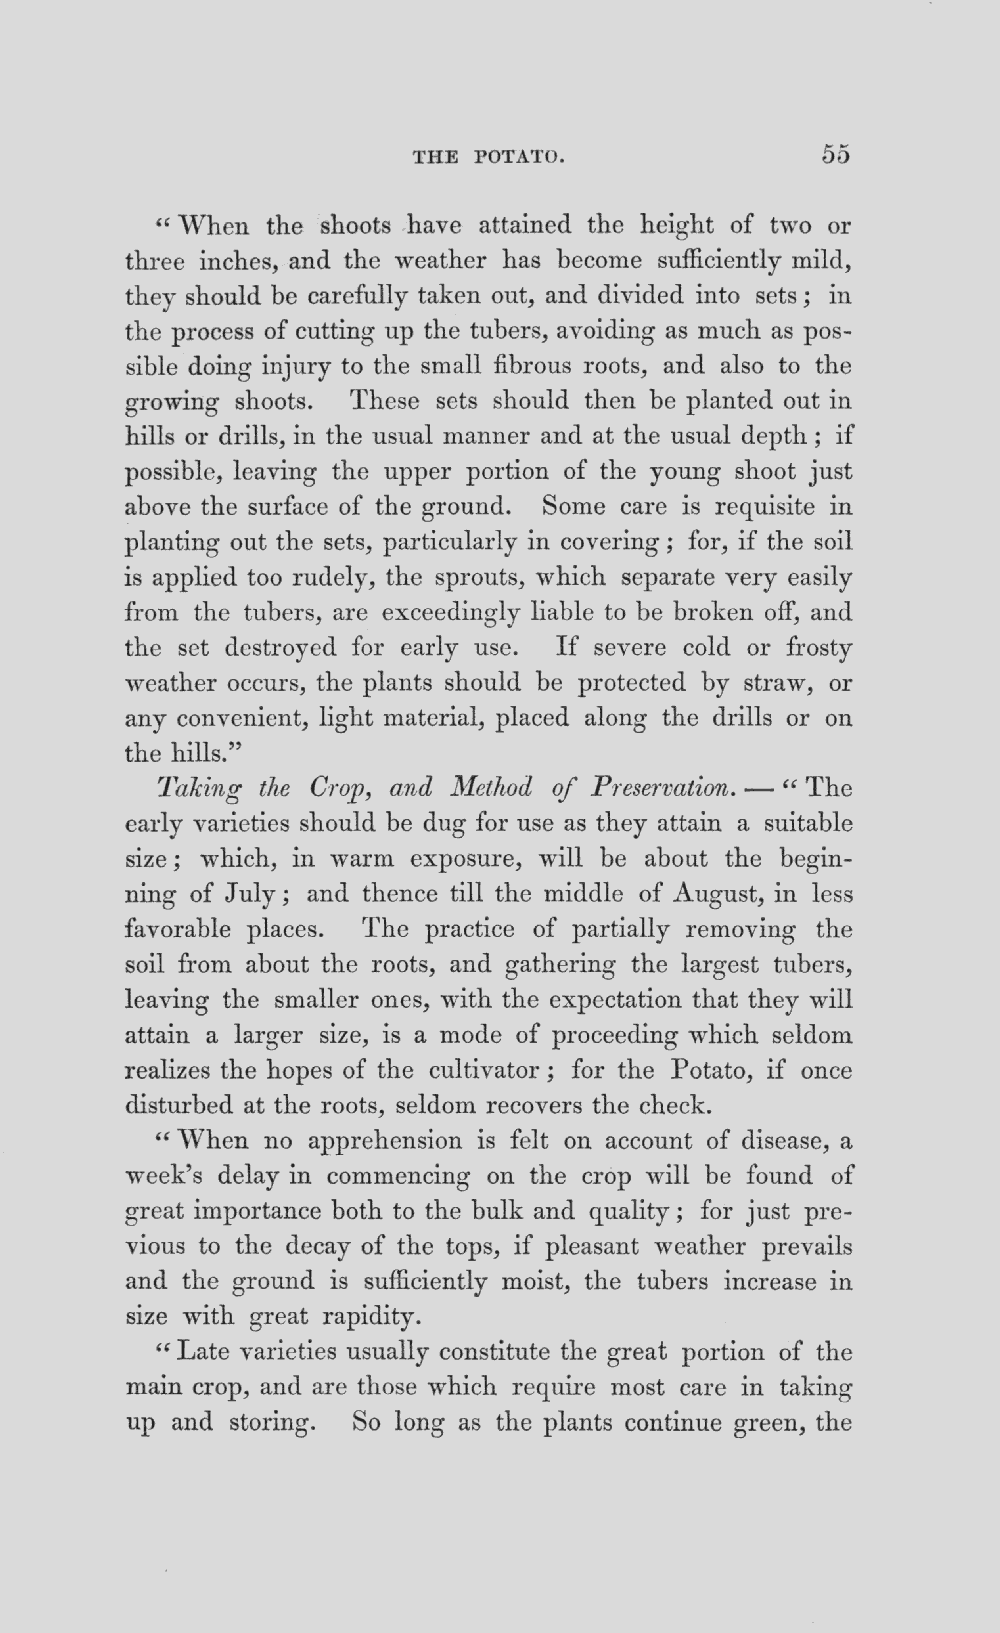 THE POTATO. 55
“ When the shoots have attained the height of two or
three inches, and the weather has become sufficiently mild,
they should be carefully taken out, and divided into sets ; in
the process of cutting up the tubers, avoiding as much as pos-
sible doing injury to the small fibrous roots, and also to the
growing shoots. These sets should then be planted out in
hills or drills, in the usual manner and at the usual depth ; if
possible, leaving the upper portion of the young shoot just
above the surface of the ground. Some care is requisite in
planting out the sets, particularly in covering ; for, if the soil
is applied too rudely, the sprouts, which separate very easily
from the tubers, are exceedingly liable to be broken off, and
the set destroyed for early use. If severe cold or frosty
weather occurs, the plants should be protected by straw, or
any convenient, light material, placed along the drills or on
the hills.”
Taking the Crop, and Method of Preservation. — “ The
early varieties should be dug for use as they attain a suitable
size ; which, in warm exposure, will be about the begin-
ning of July ; and thence till the middle of August, in less
favorable places. The practice of partially removing the
soil from about the roots, and gathering the largest tubers,
leaving the smaller ones, with the expectation that they will
attain a larger size, is a mode of proceeding which seldom
realizes the hopes of the cultivator ; for the Potato, if once
disturbed at the roots, seldom recovers the check.
“ When no apprehension is felt on account of disease, a
week’s delay in commencing on the crop will be found of
great importance both to the bulk and quality ; for just pre-
vious to the decay of the tops, if pleasant weather prevails
and the ground is sufficiently moist, the tubers increase in
size with great rapidity.
“ Late varieties usually constitute the great portion of the
main crop, and are those which require most care in taking
up and storing. So long as the plants continue green, the